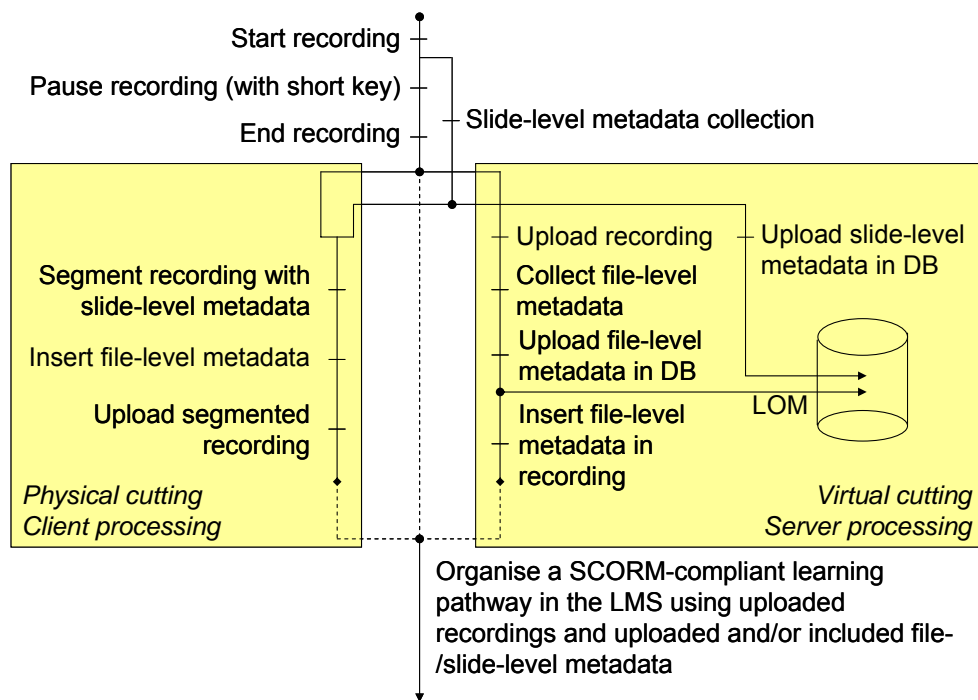 Start recording
Pause recording (with short key)
End recording
Slide-level metadata collection
Segment recording with
slide-level metadata
Insert file-level metadata
Upload segmented
recording
Physical cutting
Client processing
Upload recording
Collect file-level
metadata
Upload file-level
metadata in DB
Insert file-level
metadata in
recording
Upload slide-level
metadata in DB
LOM
Virtual cutting
Server processing
Organise a SCORM-compliant learning
pathway in the LMS using uploaded
recordings and uploaded and/or included file-
/slide-level metadata